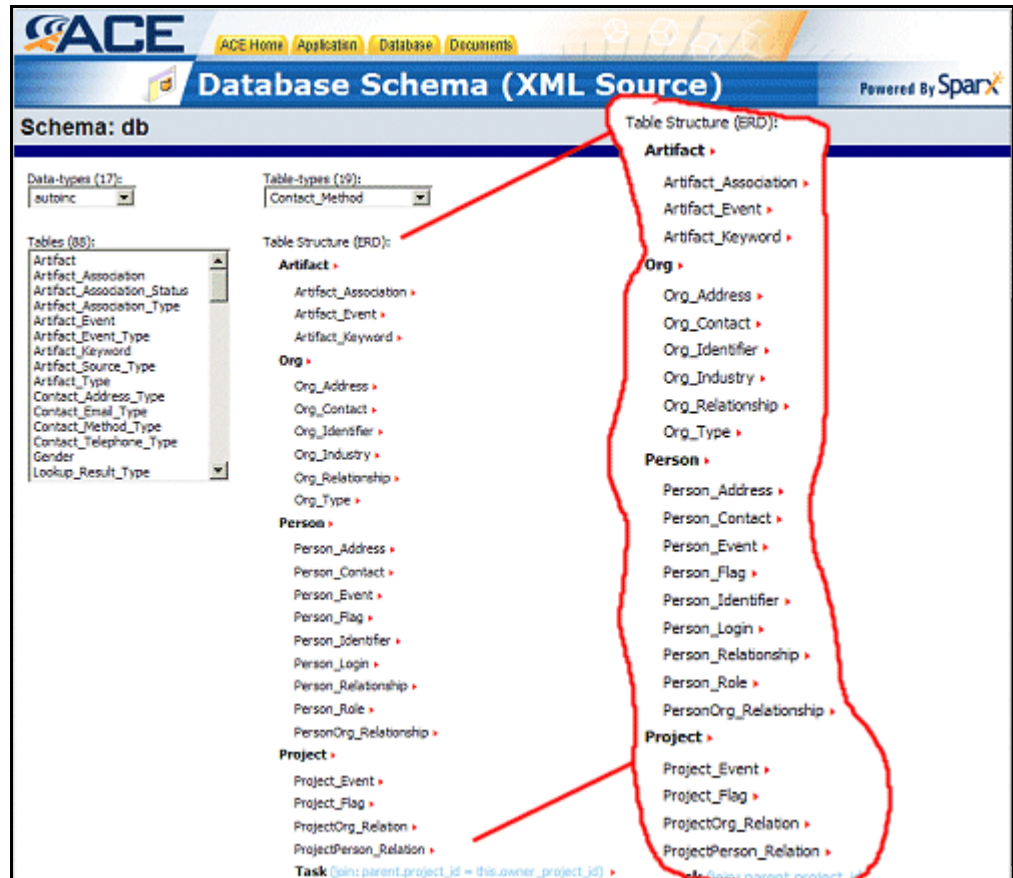 ACE
ACE Home Application Database Documents
Database Schema (XML Source)
Powered By Sparx
Schema: db
Data-types (17):
autoinc
Table-types (19):
Contact_Method
Tables (88):
Artifact
Artifact_Association
Artifact_Association_Status
Artifact_Association_Type
Artifact_Event
Artifact_Event_Type
Artifact_Keyword
Artifact_Source_Type
Artifact_Type
Contact_Address_Type
Contact_Email_Type
Contact_Method_Type
Contact_Telephone_Type
Gender
Lookup_Result_Type
Table Structure (ERD):
Artifact
Artifact_Association
Artifact_Event
Artifact_Keyword
Org
Org_Address
Org_Contact
Org_Identifier
Org_Industry
Org_Relationship
Org_Type
Person
Person_Address
Person_Contact
Person_Event
Person_Flag
Person_Identifier
Person_Login
Person_Relationship
Person_Role
PersonOrg_Relationship
Project
Project_Event
Project_Flag
ProjectOrg_Relation
ProjectPerson_Relation
Task (join: parent.project_id = this.owner_project_id)
Table Structure (ERD):
Artifact
Artifact_Association
Artifact_Event
Artifact_Keyword
Org
Org_Address
Org_Contact
Org_Identifier
Org_Industry
Org_Relationship
Org_Type
Person
Person_Address
Person_Contact
Person_Event
Person_Flag
Person_Identifier
Person_Login
Person_Relationship
Person_Role
PersonOrg_Relationship
Project
Project_Event
Project_Flag
ProjectOrg_Relation
ProjectPerson_Relation